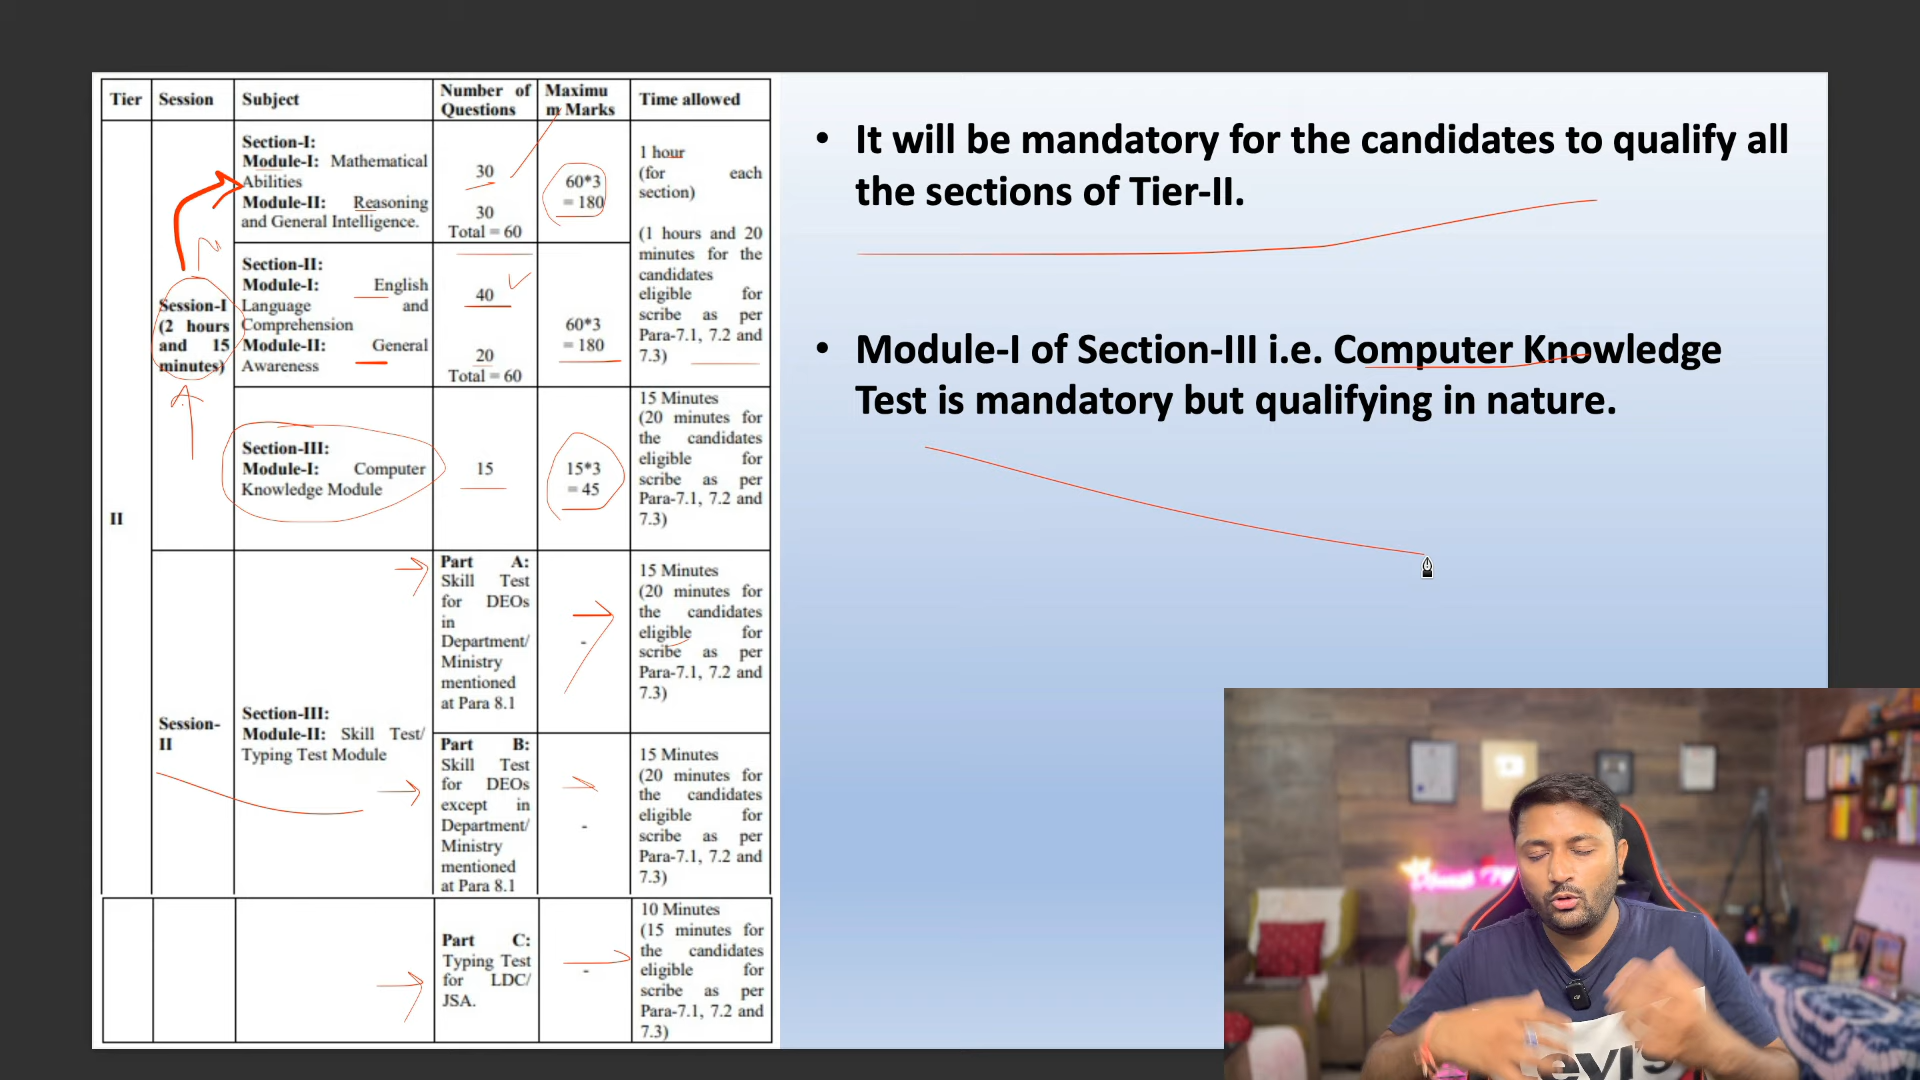 Tier
Session
Subject
Number of
Questions
Maximu
m Marks
Time allowed
II
Session-I
(2 hours
and 15
minutes)
Section-I:
Module-I: Mathematical
Abilities
Module-II: Reasoning
and General Intelligence.
30
30
Total = 60
60*3
= 180
1 hour
(for each
section)
(1 hours and 20
minutes for the
candidates
eligible for
scribe as per
Para-7.1, 7.2 and
7.3)
Section-II:
Module-I: English
Language and
Comprehension
Module-II: General
Awareness
40
20
Total = 60
60*3
= 180
Section-III:
Module-I: Computer
Knowledge Module
15
15*3
= 45
15 Minutes
(20 minutes for
the candidates
eligible for
scribe as per
Para-7.1, 7.2 and
7.3)
Session-
II
Section-III:
Module-II: Skill Test/
Typing Test Module
Part A:
Skill Test
for DEOs
in
Department/
Ministry
mentioned
at Para 8.1
-
15 Minutes
(20 minutes for
the candidates
eligible for
scribe as per
Para-7.1, 7.2 and
7.3)
Part B:
Skill Test
for DEOs
except in
Department/
Ministry
mentioned
at Para 8.1
-
15 Minutes
(20 minutes for
the candidates
eligible for
scribe as per
Para-7.1, 7.2 and
7.3)
Part C:
Typing Test
for LDC/
JSA.
-
10 Minutes
(15 minutes for
the candidates
eligible for
scribe as per
Para-7.1, 7.2 and
7.3)
• It will be mandatory for the candidates to qualify all
the sections of Tier-II.
• Module-I of Section-III i.e. Computer Knowledge
Test is mandatory but qualifying in nature.